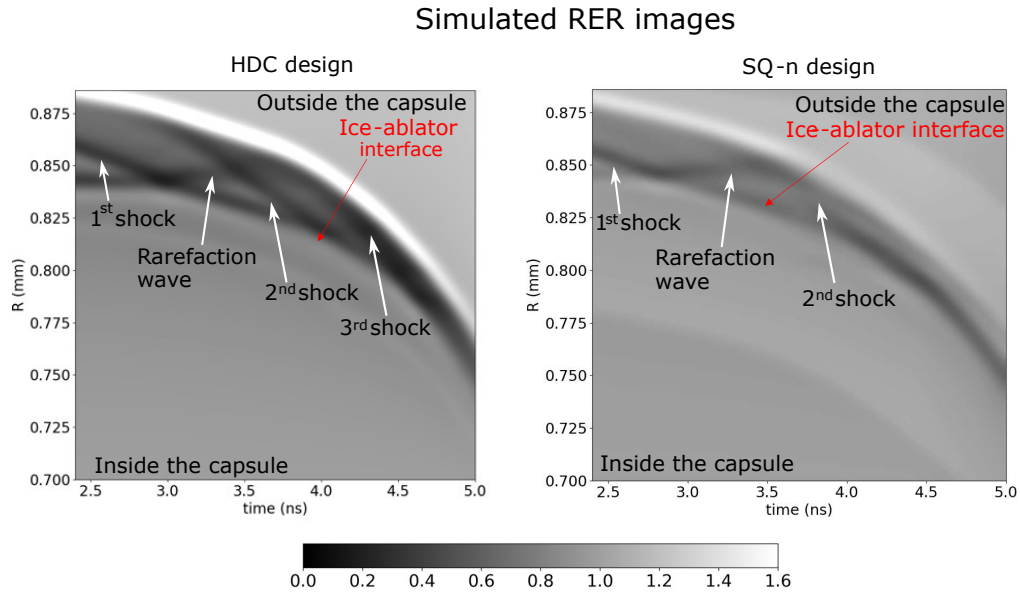 Simulated RER images
HDC design
Outside the capsule
Ice-ablator
interface
1st shock
Rarefaction
wave
2nd shock
3rd shock
Inside the capsule
R (mm)
0.875
0.850
0.825
0.800
0.775
0.750
0.725
0.700
2.5 3.0 3.5 4.0 4.5 5.0
time (ns)
SQ-n design
Outside the capsule
Ice-ablator interface
1st shock
Rarefaction
wave
2nd shock
Inside the capsule
R (mm)
0.875
0.850
0.825
0.800
0.775
0.750
0.725
0.700
2.5 3.0 3.5 4.0 4.5 5.0
time (ns)
0.0 0.2 0.4 0.6 0.8 1.0 1.2 1.4 1.6